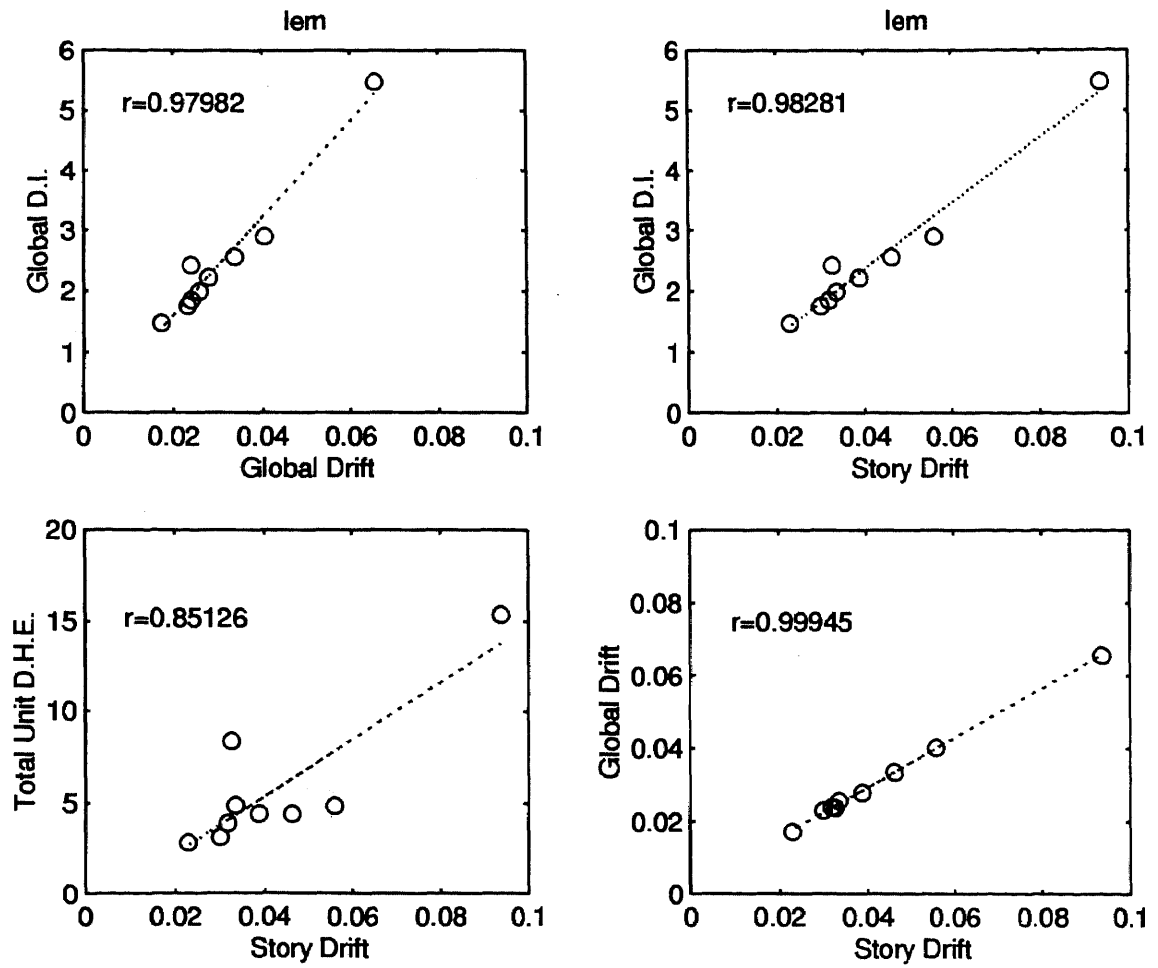 lem
6
5
4
3
2
1
0
Global D.I.
r=0.97982
0 0.02 0.04 0.06 0.08 0.1
Global Drift
lem
6
5
4
3
2
1
0
Global D.I.
r=0.98281
0 0.02 0.04 0.06 0.08 0.1
Story Drift
20
15
10
5
0
Total Unit D.H.E.
r=0.85126
0 0.02 0.04 0.06 0.08 0.1
Story Drift
0.1
0.08
0.06
0.04
0.02
0
Global Drift
r=0.99945
0 0.02 0.04 0.06 0.08 0.1
Story Drift